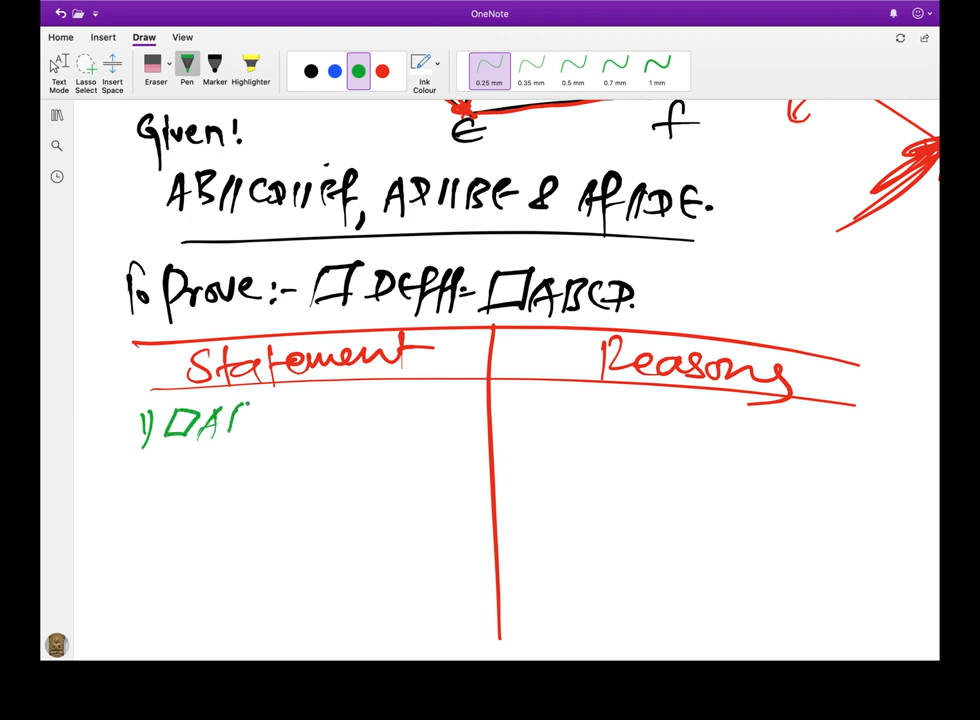 OneNote
Home Insert Draw View
Text Mode Lasso Select Insert Space Eraser Pen Marker Highlighter Ink Colour 0.25 mm 0.35 mm 0.5 mm 0.7 mm 1 mm
E f
Given!
AB//CD//EF, AD//BE & AF//DE.
To Prove:- ▱ DEFH = ▱ ABCD.
Statement Reasons
1) ▱ A